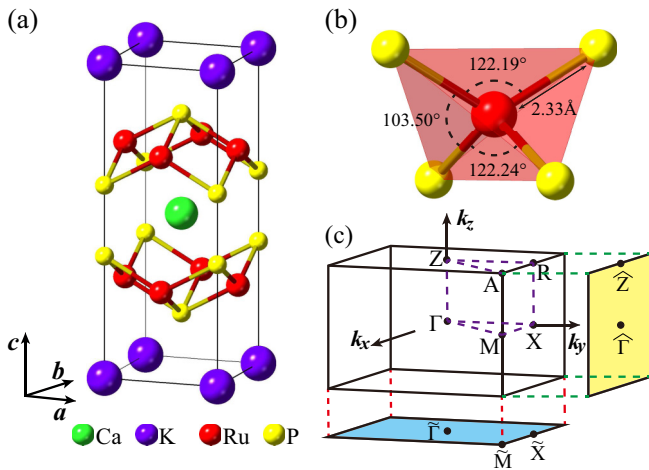 (a)
c
b
a
Ca K Ru P
(b)
122.19°
2.33Å
103.50°
122.24°
(c)
k_z
Z
R
A
Γ
k_x
M
X
k_y
Ẑ
Γ̂
Γ̃
M̃
X̃